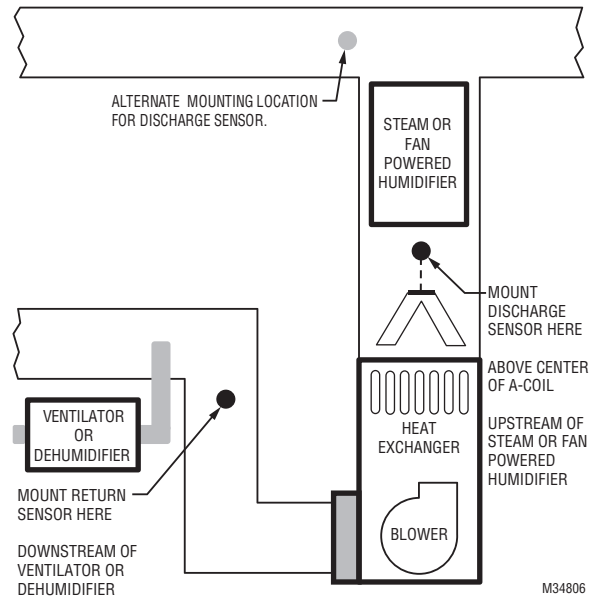 ALTERNATE MOUNTING LOCATION
FOR DISCHARGE SENSOR.
STEAM OR
FAN
POWERED
HUMIDIFIER
MOUNT
DISCHARGE
SENSOR HERE
ABOVE CENTER
OF A-COIL
UPSTREAM OF
STEAM OR FAN
POWERED
HUMIDIFIER
HEAT
EXCHANGER
BLOWER
VENTILATOR
OR
DEHUMIDIFIER
MOUNT RETURN
SENSOR HERE
DOWNSTREAM OF
VENTILATOR OR
DEHUMIDIFIER
M34806